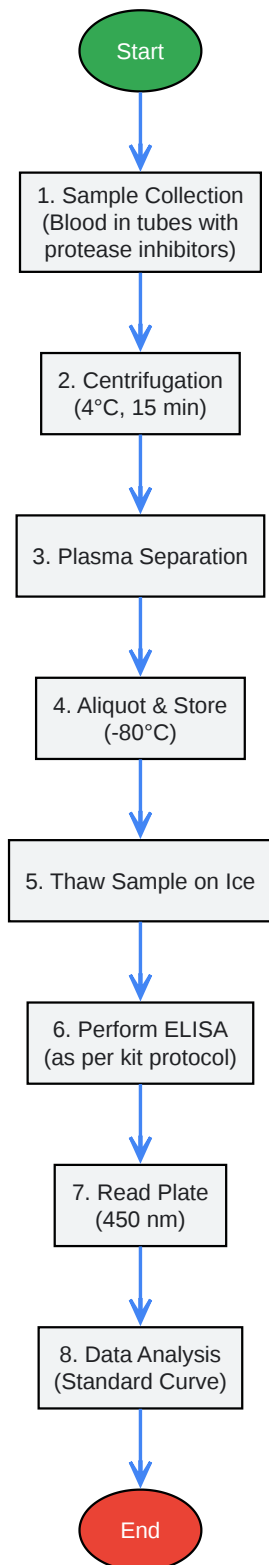 Start
1. Sample Collection
(Blood in tubes with
protease inhibitors)
2. Centrifugation
(4°C, 15 min)
3. Plasma Separation
4. Aliquot & Store
(-80°C)
5. Thaw Sample on Ice
6. Perform ELISA
(as per kit protocol)
7. Read Plate
(450 nm)
8. Data Analysis
(Standard Curve)
End